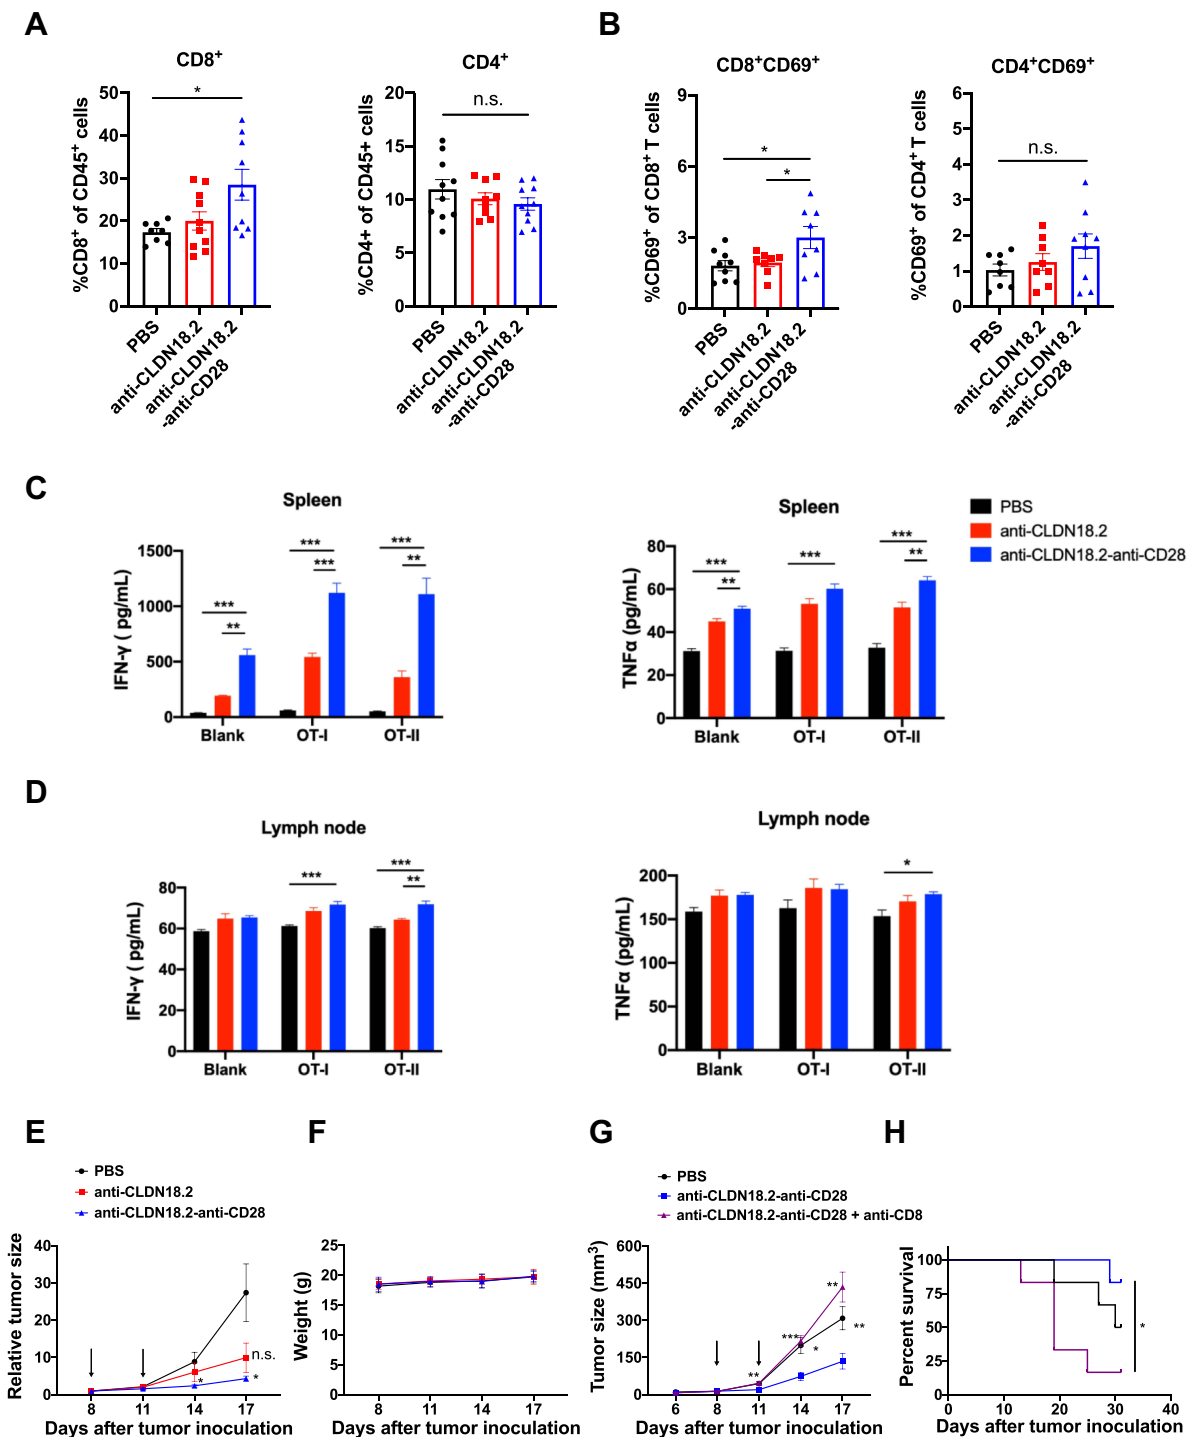 A
B
CD8⁺
CD4⁺
CD8⁺CD69⁺
CD4⁺CD69⁺
%CD8⁺ of CD45⁺ cells
50
40
30
20
10
0
*
PBS
anti-CLDN18.2
anti-CLDN18.2
-anti-CD28
%CD4+ of CD45+ cells
20
15
10
5
0
n.s.
PBS
anti-CLDN18.2
anti-CLDN18.2
-anti-CD28
%CD69⁺ of CD8⁺ T cells
9
6
3
0
*
*
PBS
anti-CLDN18.2
anti-CLDN18.2
-anti-CD28
%CD69⁺ of CD4⁺ T cells
6
5
4
3
2
1
0
n.s.
PBS
anti-CLDN18.2
anti-CLDN18.2
-anti-CD28
C
Spleen
IFN-γ ( pg/mL)
1500
1000
500
0
***
**
***
***
***
**
Blank OT-I OT-II
Spleen
TNFα (pg/mL)
80
60
40
20
0
***
**
***
***
**
Blank OT-I OT-II
PBS
anti-CLDN18.2
anti-CLDN18.2-anti-CD28
D
Lymph node
IFN-γ ( pg/mL)
80
60
40
20
0
***
***
**
Blank OT-I OT-II
Lymph node
TNFα (pg/mL)
200
150
100
50
0
*
Blank OT-I OT-II
E
PBS
anti-CLDN18.2
anti-CLDN18.2-anti-CD28
Relative tumor size
40
30
20
10
0
n.s.
*
*
8 11 14 17
Days after tumor inoculation
F
Weight (g)
25
20
15
10
5
0
8 11 14 17
Days after tumor inoculation
G
PBS
anti-CLDN18.2-anti-CD28
anti-CLDN18.2-anti-CD28 + anti-CD8
Tumor size (mm³)
600
450
300
150
0
**
***
**
*
**
6 8 11 14 17
Days after tumor inoculation
H
Percent survival
100
75
50
25
0
*
0 10 20 30 40
Days after tumor inoculation